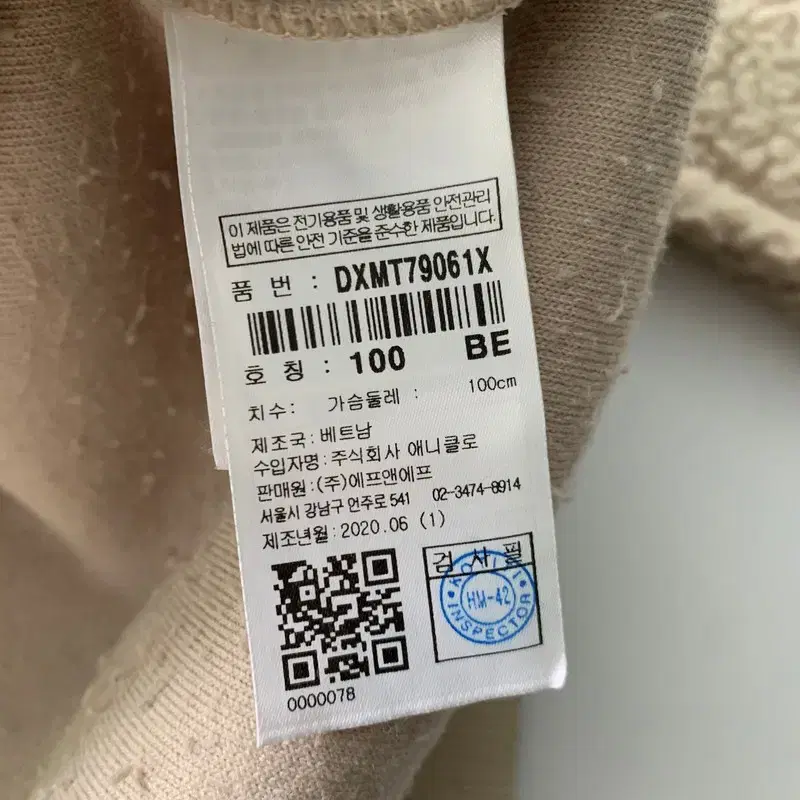 이 제품은 전기용품 및 생활용품 안전관리
법에 따른 안전 기준을 준수한 제품입니다.
품 번 : DXMT79061X
호 칭 : 100 BE
치수: 가슴둘레 : 100cm
제조국:베트남
수입자명:주식회사 애니클로
판매원:(주)에프앤에프
서울시 강남구 언주로 541 02-3474-8914
제조년월:2020.06 (1)
검 사 필
KOTITI
HM-42
INSPECTOR
0000078